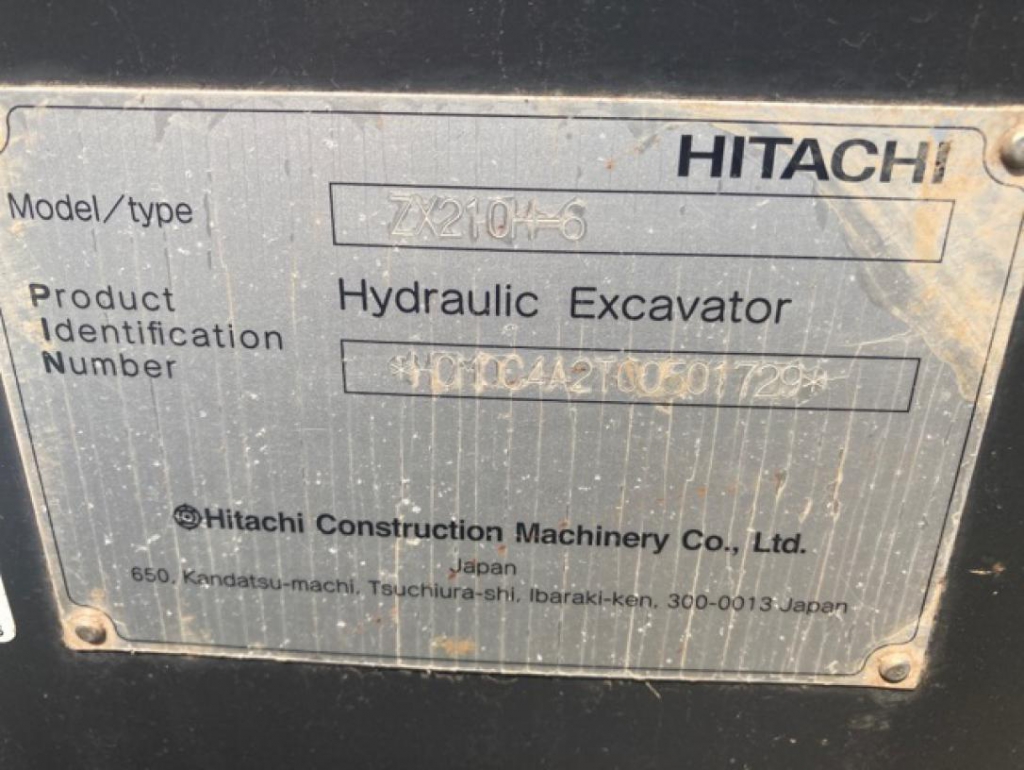 HITACHI
Model/type ZX210H-6
Hydraulic Excavator
Product
Identification
Number *HCMDC4A2T00501729*
Hitachi Construction Machinery Co., Ltd.
Japan
650, Kandatsu-machi, Tsuchiura-shi, Ibaraki-ken, 300-0013 Japan